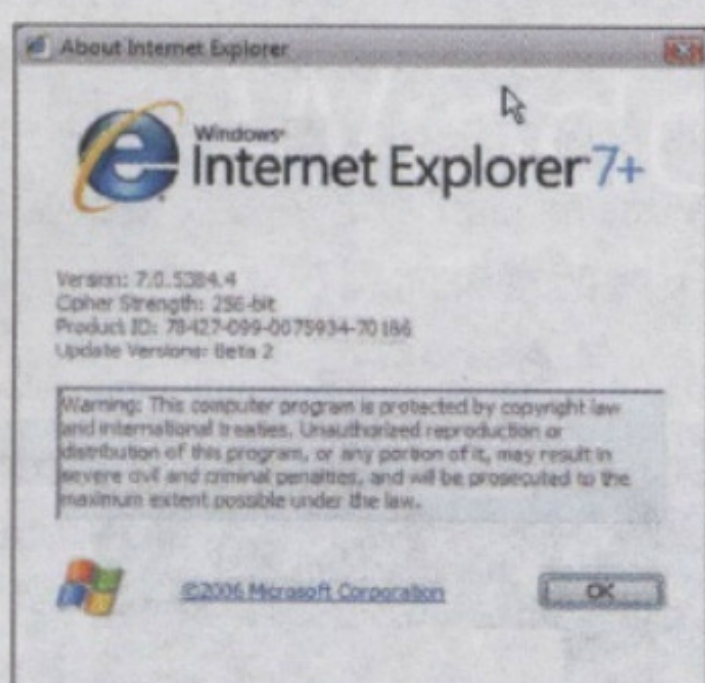 About Internet Explorer
Windows®
Internet Explorer 7+
Version: 7.0.5384.4
Cipher Strength: 256-bit
Product ID: 78427-099-0075934-70186
Update Versions: Beta 2
Warning: This computer program is protected by copyright law
and international treaties. Unauthorized reproduction or
distribution of this program, or any portion of it, may result in
severe civil and criminal penalties, and will be prosecuted to the
maximum extent possible under the law.
©2006 Microsoft Corporation
OK